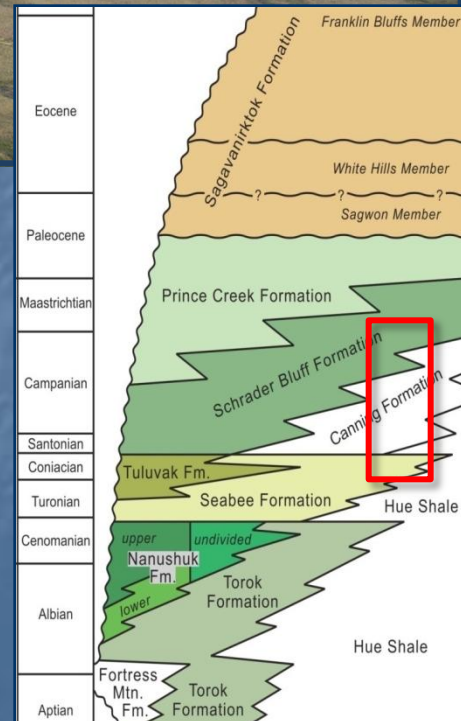 Eocene
Paleocene
Maastrichtian
Campanian
Santonian
Coniacian
Turonian
Cenomanian
Albian
Aptian
Franklin Bluffs Member
Sagavanirktok Formation
White Hills Member
? ? ?
Sagwon Member
Prince Creek Formation
Schrader Bluff Formation
Canning Formation
Tuluvak Fm.
Seabee Formation
Hue Shale
upper
undivided
Nanushuk
Fm.
lower
Torok
Formation
Hue Shale
Fortress
Mtn.
Fm.
Torok
Formation